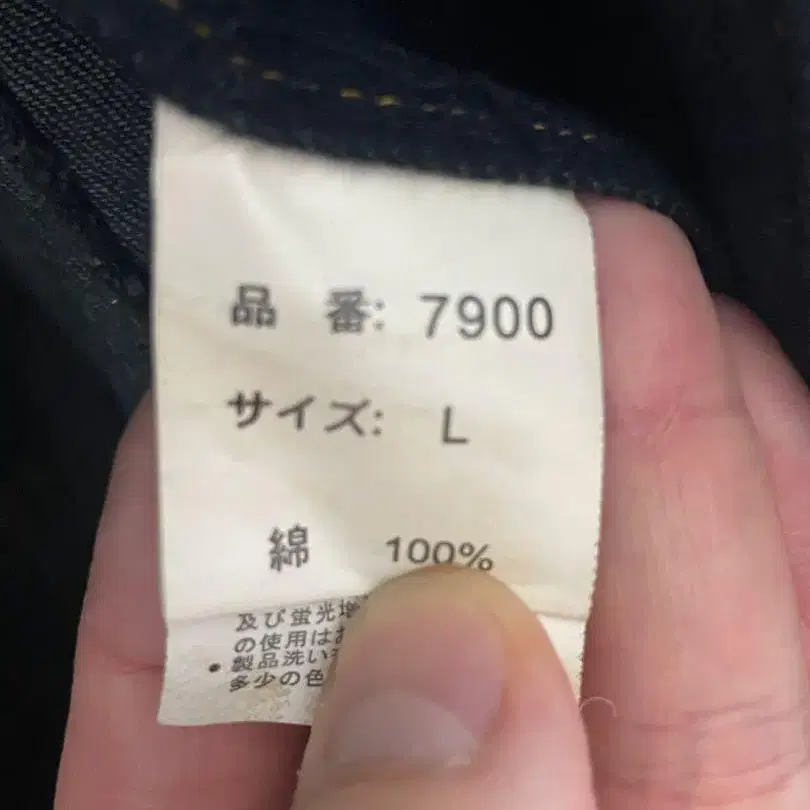 品 番: 7900
サイズ: L
綿 100%
及び蛍光増
の使用はお
• 製品洗い
多少の色